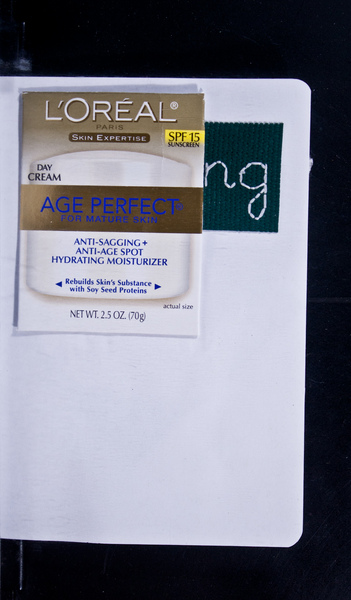 L'ORÉAL®
PARIS
SKIN EXPERTISE
SPF 15
SUNSCREEN
DAY
CREAM
ng
AGE PERFECT®
FOR MATURE SKIN
ANTI-SAGGING +
ANTI-AGE SPOT
HYDRATING MOISTURIZER
Rebuilds Skin's Substance
with Soy Seed Proteins
actual size
NET WT. 2.5 OZ. (70g)